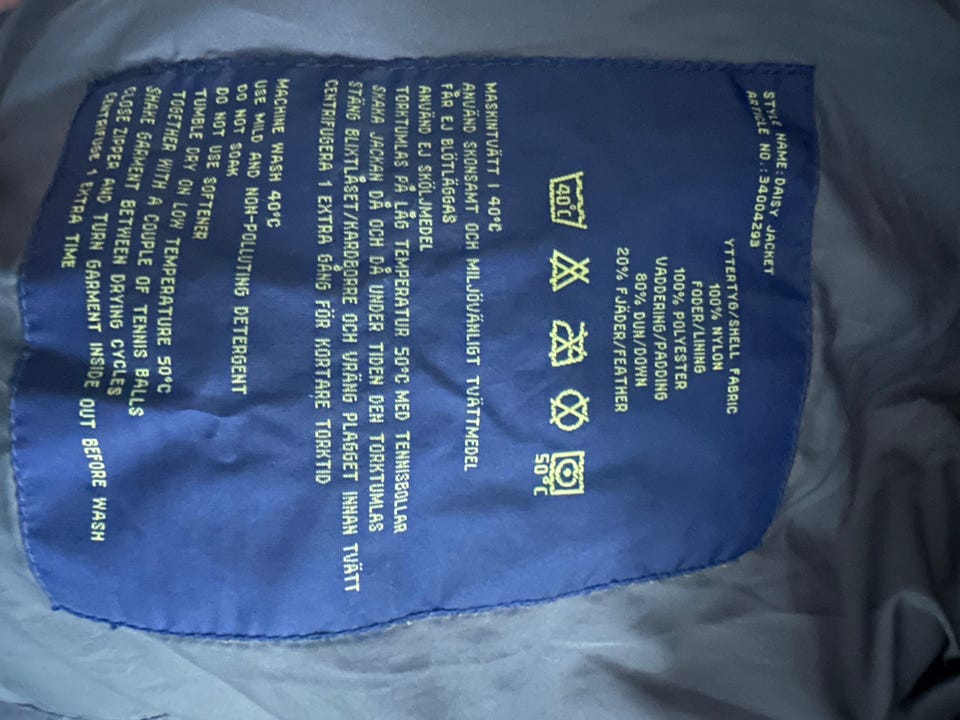 STYLE NAME: DAISY JACKET
ARTICLE NO.: 34004293
YTTERTYG/SHELL FABRIC
100% NYLON
FODER/LINING
100% POLYESTER
VADDERING/PADDING
80% DUN/DOWN
20% FJÄDER/FEATHER
40°C
50°C
MASKINTVÄTT I 40°C
ANVÄND SKONSAMT OCH MILJÖVÄNLIGT TVÄTTMEDEL
FÅR EJ BLÖTLÄGGAS
ANVÄND EJ SKÖLJMEDEL
TORKTUMLAS PÅ LÅG TEMPERATUR 50°C MED TENNISBOLLAR
SKAKA JACKAN DÅ OCH DÅ UNDER TIDEN DEN TORKTUMLAS
STÄNG BLIXTLÅSET/KARDBORRE OCH VRÄNG PLAGGET INNAN TVÄTT
CENTRIFUGERA 1 EXTRA GÅNG FÖR KORTARE TORKTID
MACHINE WASH 40°C
USE MILD AND NON-POLLUTING DETERGENT
DO NOT SOAK
DO NOT USE SOFTENER
TUMBLE DRY ON LOW TEMPERATURE 50°C
TOGETHER WITH A COUPLE OF TENNIS BALLS
SHAKE GARMENT BETWEEN DRYING CYCLES
CLOSE ZIPPER AND TURN GARMENT INSIDE OUT BEFORE WASH
CENTRIFUGE 1 EXTRA TIME